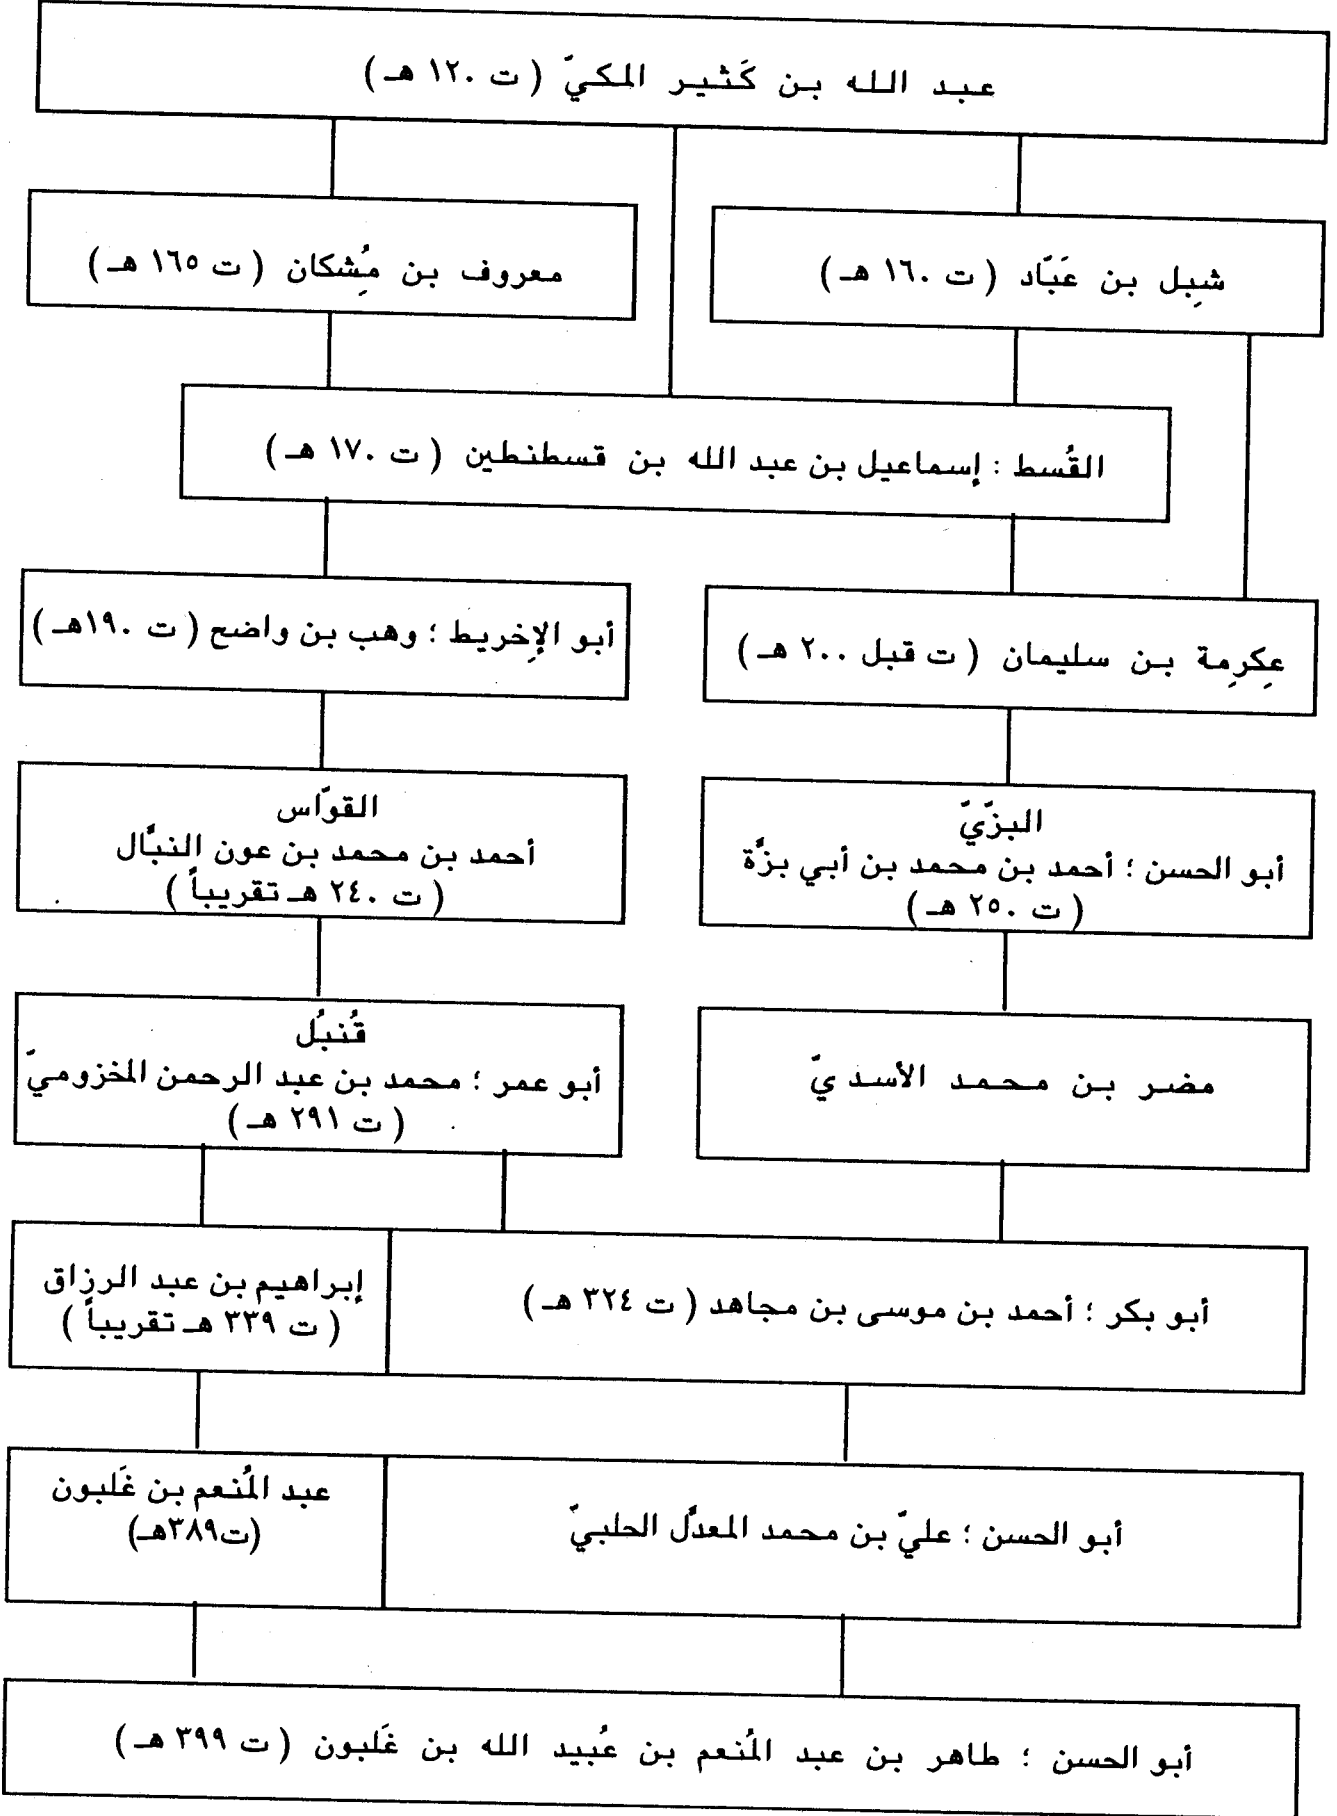 عبد الله بن كَثير المكيّ ( ت ١٢٠ هـ )
شبِل بن عَبّاد ( ت ١٦٠ هـ )
معروف بن مُِشكان ( ت ١٦٥ هـ )
القُسط : إسماعيل بن عبد الله بن قسطنطين ( ت ١٧٠ هـ )
عِكرِمة بن سليمان ( ت قبل ٢٠٠ هـ )
أبو الإِخريط ؛ وهب بن واضح ( ت ١٩٠هـ )
البزّيّ
أبو الحسن ؛ أحمد بن محمد بن أبي بزَّة
( ت ٢٥٠ هـ )
القوّاس
أحمد بن محمد بن عون النبَّال
( ت ٢٤٠ هـ تقريباً )
مضر بن محمد الأسديّ
قُنبُل
أبو عمر ؛ محمد بن عبد الرحمن المخزوميّ
( ت ٢٩١ هـ )
أبو بكر ؛ أحمد بن موسى بن مجاهد ( ت ٣٢٤ هـ )
إبراهيم بن عبد الرزاق
( ت ٣٣٩ هـ تقريباً )
أبو الحسن ؛ عليّ بن محمد المعدَّل الحلبيّ
عبد المُنعم بن غَلبون
(ت٣٨٩هـ)
أبو الحسن ؛ طاهر بن عبد المُنعم بن عُبيد الله بن غَلبون ( ت ٣٩٩ هـ )